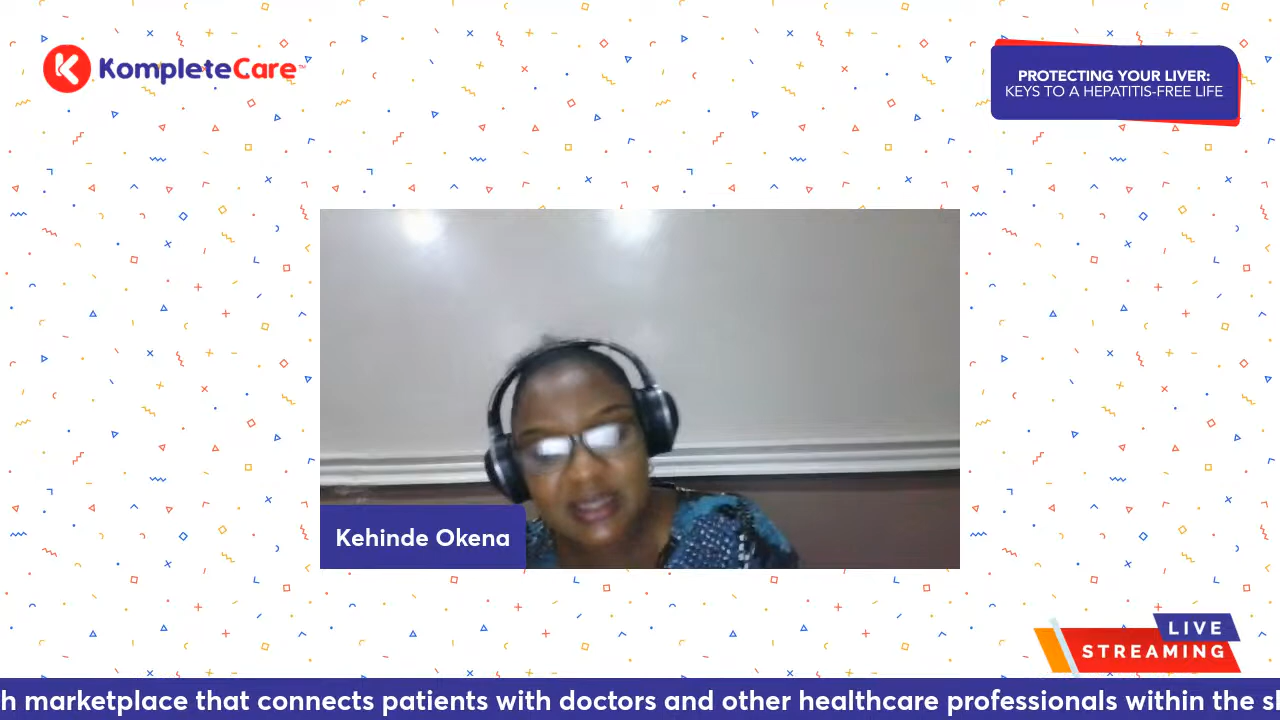 KompleteCare™
PROTECTING YOUR LIVER:
KEYS TO A HEPATITIS-FREE LIFE
Kehinde Okena
LIVE
STREAMING
marketplace that connects patients with doctors and other healthcare professionals within the